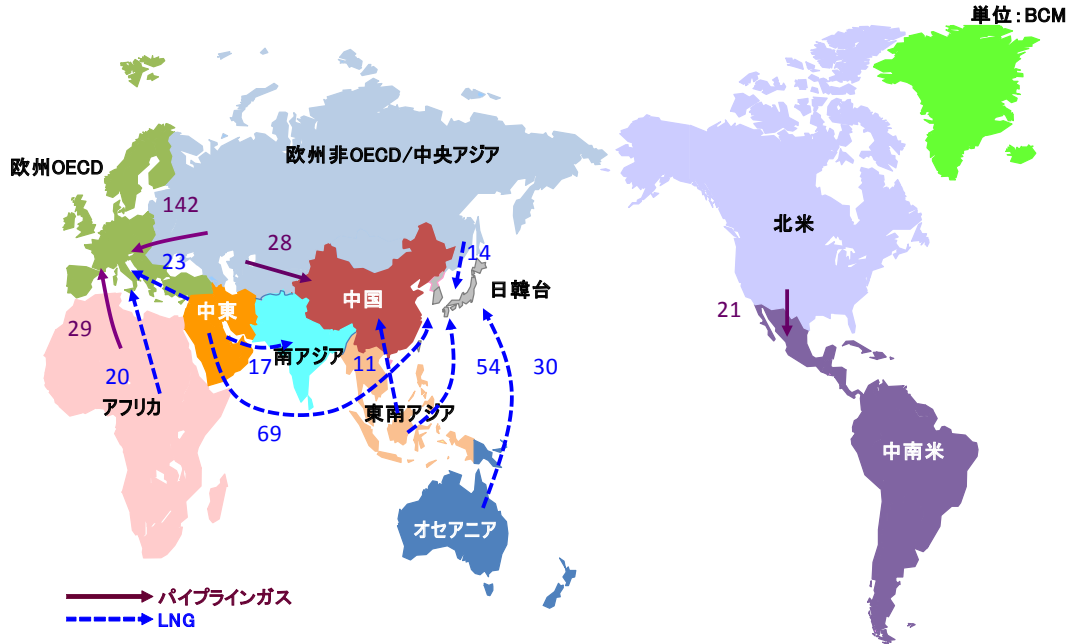 単位:BCM
欧州OECD
欧州非OECD/中央アジア
142
北米
28
14
23
日韓台
中東
中国
21
29
南アジア
17
11
54
30
20
アフリカ
東南アジア
69
中南米
オセアニア
パイプラインガス
LNG